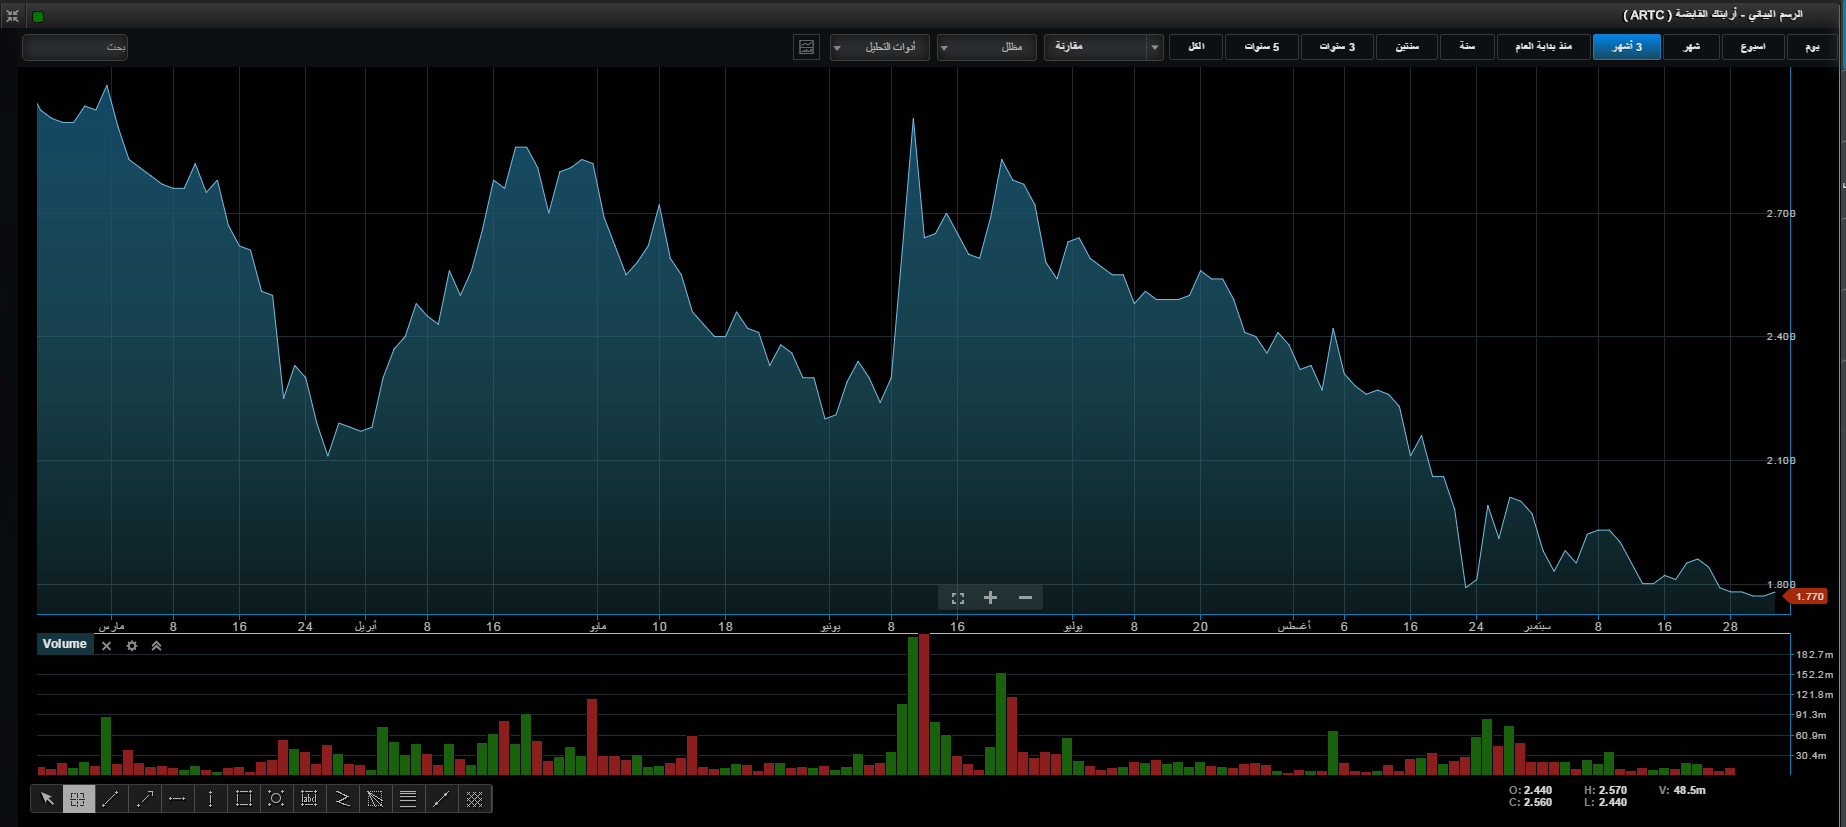 الرسم البياني - أرابتك القابضة ( ARTC )
يوم
اسبوع
شهر
3 أشهر
منذ بداية العام
سنة
سنتين
3 سنوات
5 سنوات
الكل
مقارنة
مظلل
أدوات التحليل
بحث
2.700
2.400
2.100
1.800
1.770
مارس 8 16 24 أبريل 8 16 مايو 10 18 يونيو 8 16 يوليو 8 20 أغسطس 6 16 24 سبتمبر 8 16 28
Volume
182.7m
152.2m
121.8m
91.3m
60.9m
30.4m
abd
O: 2.440 H: 2.570 V: 48.5m
C: 2.560 L: 2.440